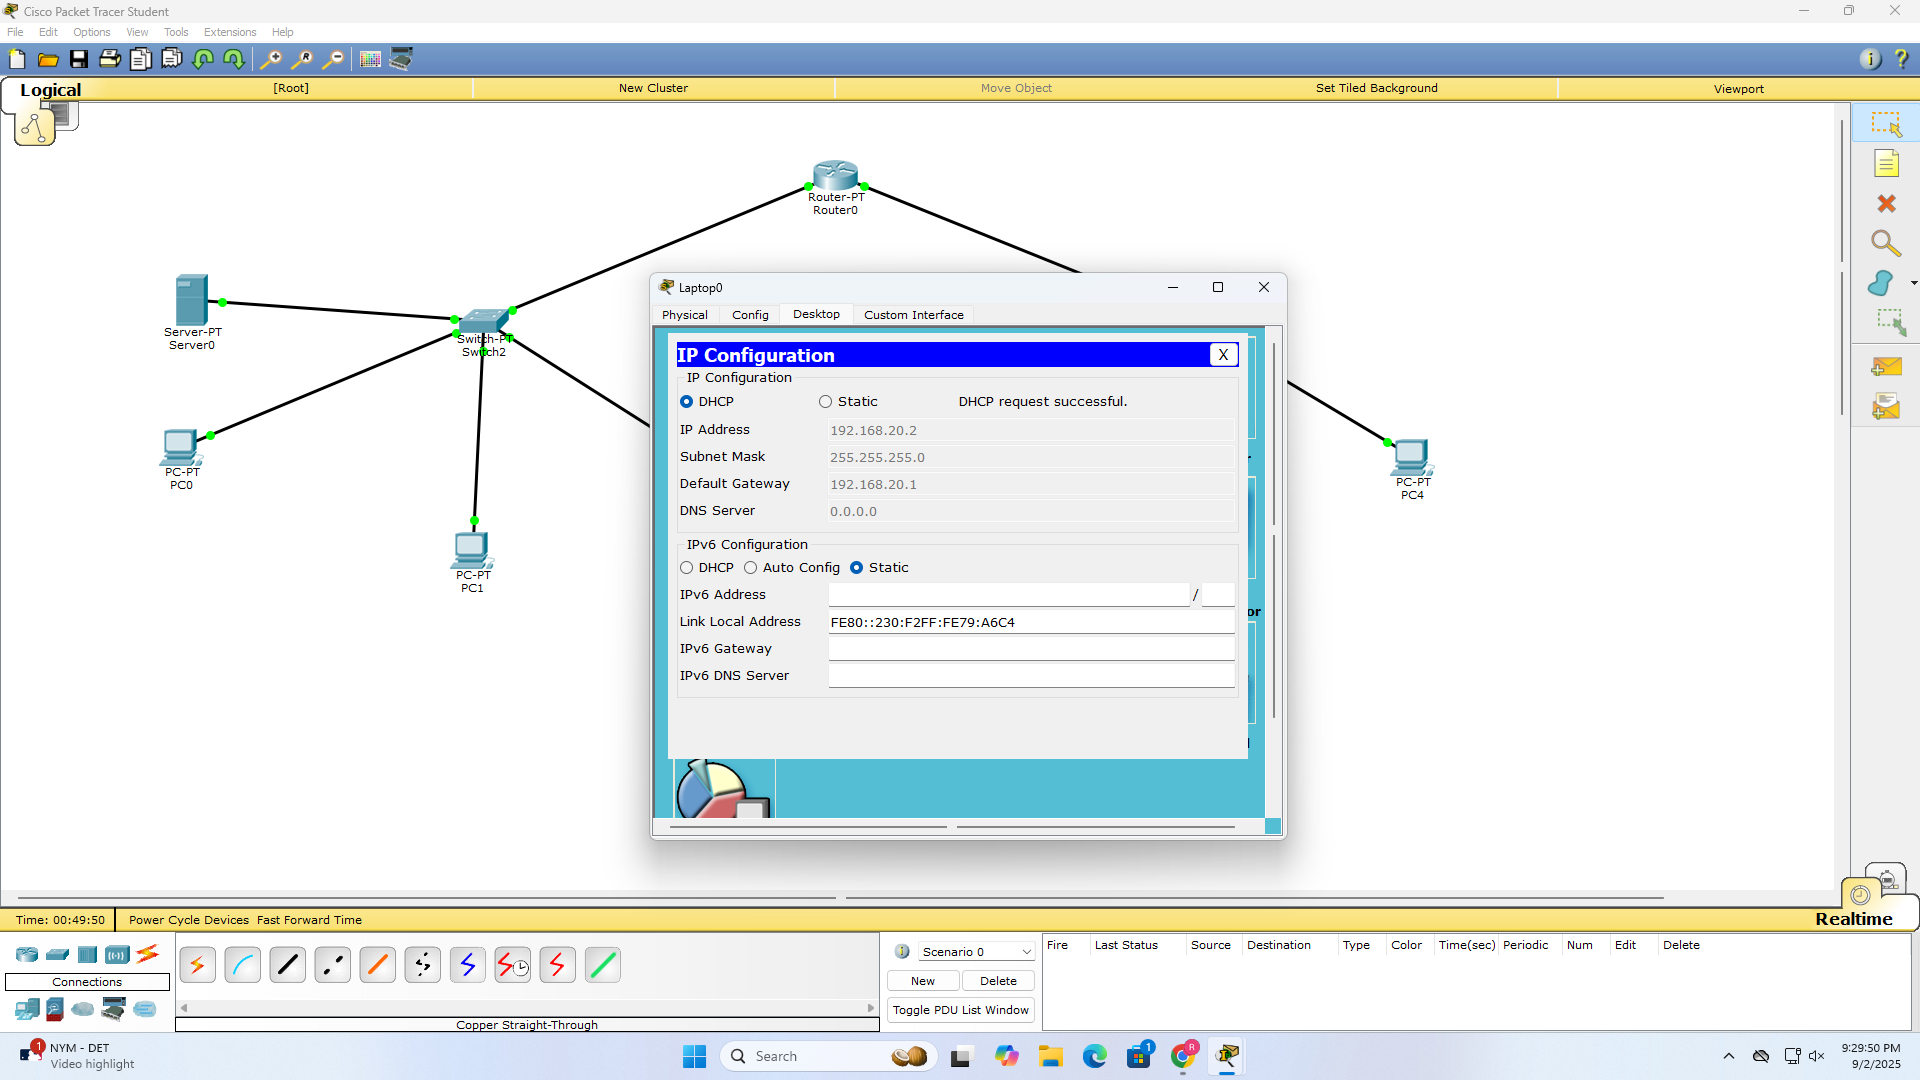 Cisco Packet Tracer Student
File Edit Options View Tools Extensions Help
Logical [Root] New Cluster Move Object Set Tiled Background Viewport
Router-PT
Router0
Server-PT
Server0
Switch-PT
Switch2
PC-PT
PC0
PC-PT
PC1
PC-PT
PC4
Laptop0
Physical Config Desktop Custom Interface
IP Configuration X
IP Configuration
DHCP Static DHCP request successful.
IP Address 192.168.20.2
Subnet Mask 255.255.255.0
Default Gateway 192.168.20.1
DNS Server 0.0.0.0
IPv6 Configuration
DHCP Auto Config Static
IPv6 Address /
Link Local Address FE80::230:F2FF:FE79:A6C4
IPv6 Gateway
IPv6 DNS Server
or
Time: 00:49:50 Power Cycle Devices Fast Forward Time Realtime
Connections
Copper Straight-Through
Scenario 0
New Delete
Toggle PDU List Window
Fire Last Status Source Destination Type Color Time(sec) Periodic Num Edit Delete
1 NYM - DET
Video highlight
Search
1
R
9:29:50 PM
9/2/2025